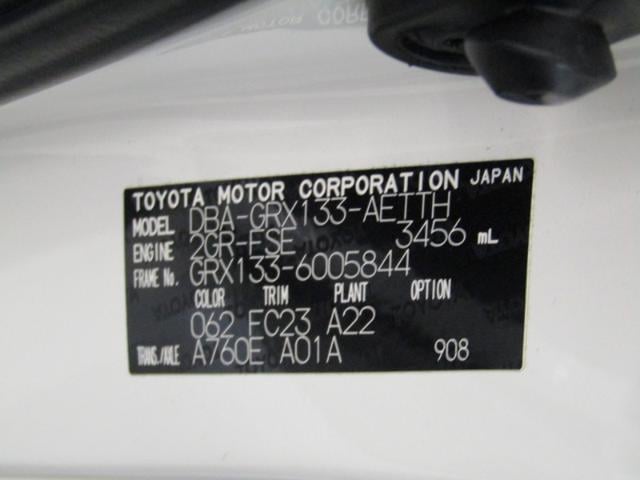 TOYOTA MOTOR CORPORATION JAPAN
MODEL DBA-GRX133-AETTH
ENGINE 2GR-FSE 3456 mL
FRAME No. GRX133-6005844
COLOR TRIM PLANT OPTION
062 FC23 A22
TRANS./AXLE A760E A01A 908